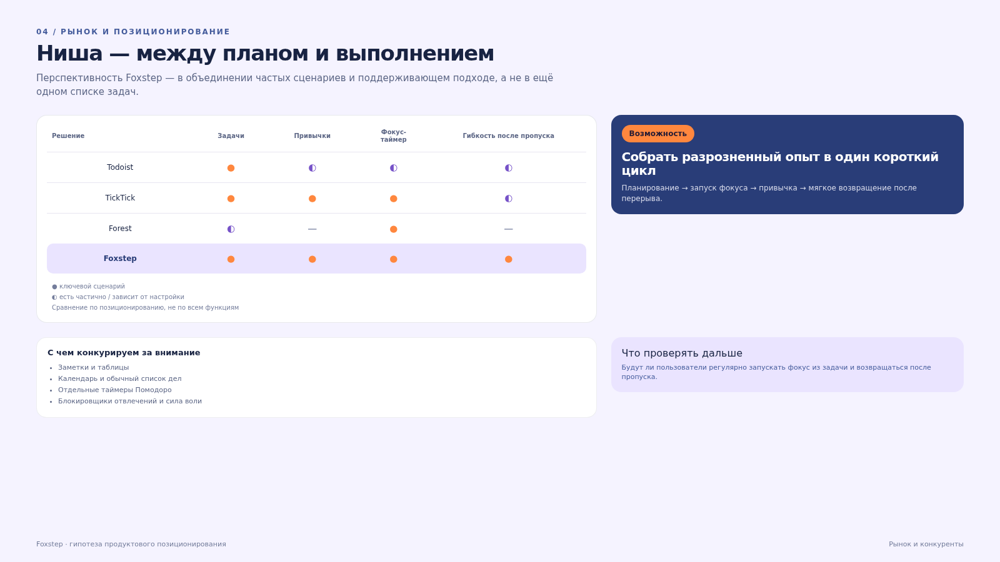 04 / РЫНОК И ПОЗИЦИОНИРОВАНИЕ
Ниша — между планом и выполнением
Перспективность Foxstep — в объединении частых сценариев и поддерживающем подходе, а не в ещё
одном списке задач.
Решение Задачи Привычки Фокус-
таймер Гибкость после пропуска
Todoist ● ◐ ◐ ◐
TickTick ● ● ● ◐
Forest ◐ — ● —
Foxstep ● ● ● ●
● ключевой сценарий
◐ есть частично / зависит от настройки
Сравнение по позиционированию, не по всем функциям
Возможность
Собрать разрозненный опыт в один короткий
цикл
Планирование → запуск фокуса → привычка → мягкое возвращение после
перерыва.
С чем конкурируем за внимание
• Заметки и таблицы
• Календарь и обычный список дел
• Отдельные таймеры Помодоро
• Блокировщики отвлечений и сила воли
Что проверять дальше
Будут ли пользователи регулярно запускать фокус из задачи и возвращаться после
пропуска.
Foxstep · гипотеза продуктового позиционирования
Рынок и конкуренты